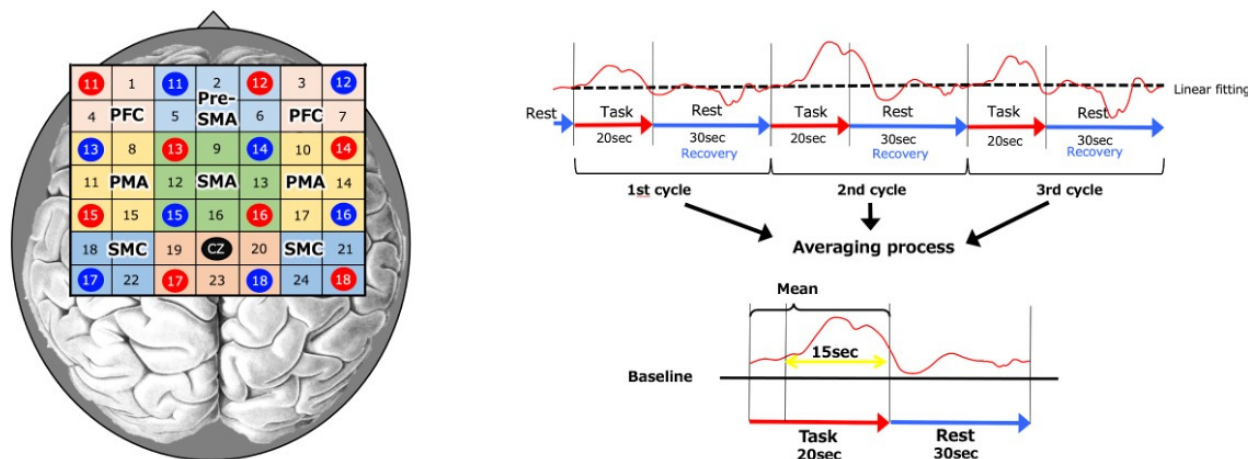 11 1 11 2 12 3 12
4 PFC 5 Pre-SMA 6 PFC 7
13 8 13 9 14 10 14
11 PMA 12 SMA 13 PMA 14
15 15 15 16 16 17 16
18 SMC 19 CZ 20 SMC 21
17 22 17 23 18 24 18
Linear fitting
Rest Task Rest Task Rest Task Rest
20sec 30sec 20sec 30sec 20sec 30sec
Recovery Recovery Recovery
1st cycle 2nd cycle 3rd cycle
Averaging process
Mean
15sec
Baseline
Task Rest
20sec 30sec